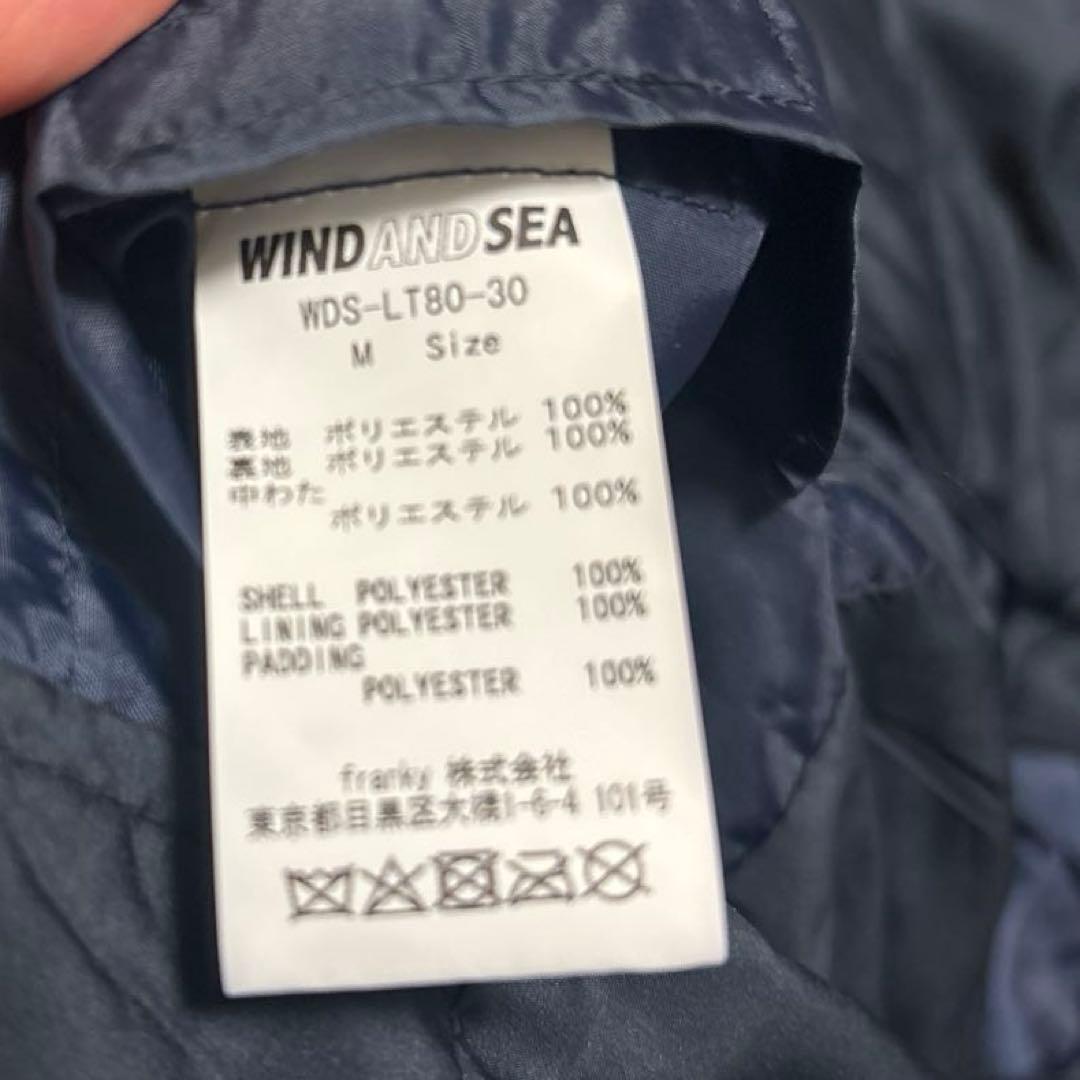 WINDANDSEA
WDS-LT80-30
M Size
表地 ポリエステル 100%
裏地 ポリエステル 100%
中わた
ポリエステル 100%
SHELL POLYESTER 100%
LINING POLYESTER 100%
PADDING
POLYESTER 100%
franky 株式会社
東京都目黒区大橋1-6-4 101号